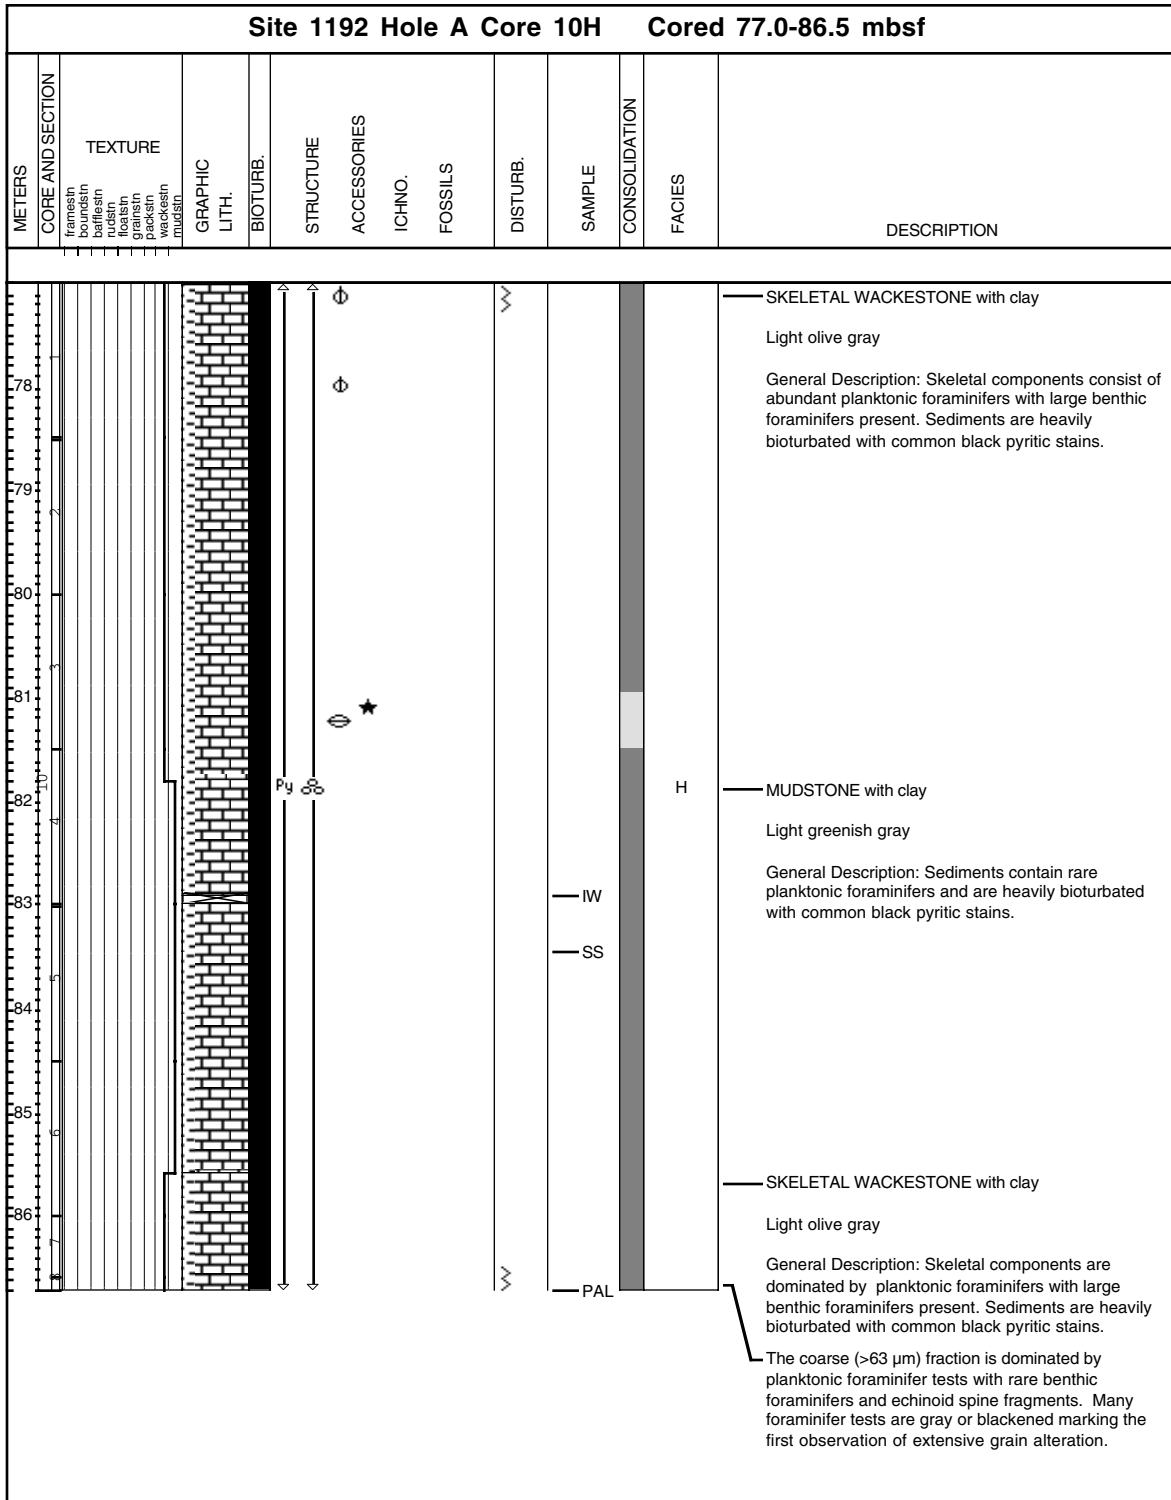 Site 1192 Hole A Core 10H Cored 77.0-86.5 mbsf
METERS
CORE AND SECTION
TEXTURE
framestn
boundstn
bafflestn
rudstn
floatstn
grainstn
packstn
wackestn
mudstn
GRAPHIC
LITH.
BIOTURB.
STRUCTURE
ACCESSORIES
ICHNO.
FOSSILS
DISTURB.
SAMPLE
CONSOLIDATION
FACIES
DESCRIPTION
1
78
79
2
80
3
81
10
82
4
83
5
84
85
6
86
7
8
Py
IW
SS
PAL
H
SKELETAL WACKESTONE with clay
Light olive gray
General Description: Skeletal components consist of
abundant planktonic foraminifers with large benthic
foraminifers present. Sediments are heavily
bioturbated with common black pyritic stains.
MUDSTONE with clay
Light greenish gray
General Description: Sediments contain rare
planktonic foraminifers and are heavily bioturbated
with common black pyritic stains.
SKELETAL WACKESTONE with clay
Light olive gray
General Description: Skeletal components are
dominated by planktonic foraminifers with large
benthic foraminifers present. Sediments are heavily
bioturbated with common black pyritic stains.
The coarse (>63 µm) fraction is dominated by
planktonic foraminifer tests with rare benthic
foraminifers and echinoid spine fragments. Many
foraminifer tests are gray or blackened marking the
first observation of extensive grain alteration.